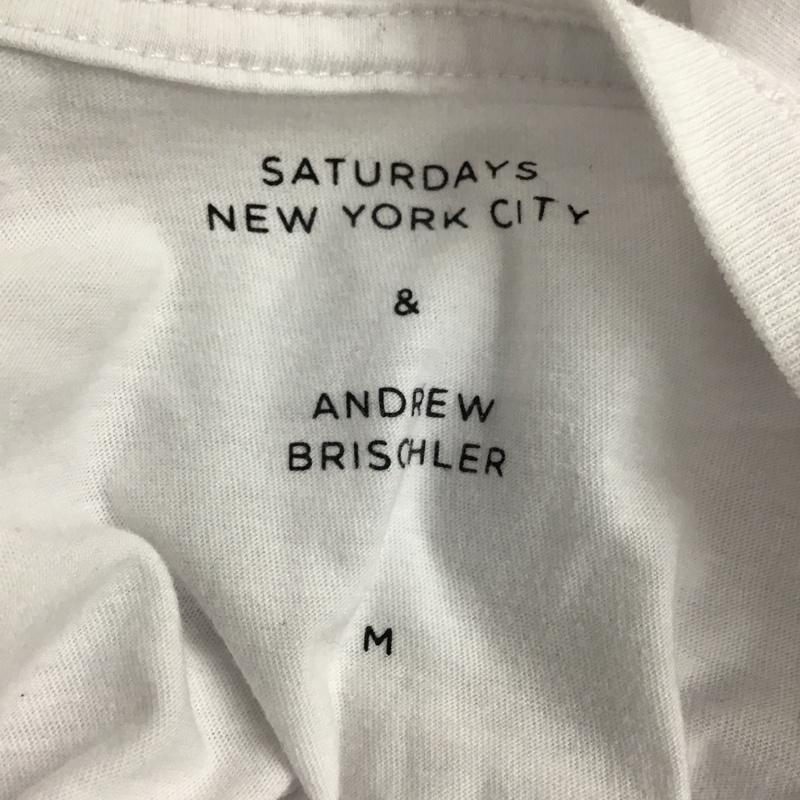 SATURDAYS
NEW YORK CITY
&
ANDREW
BRISCHLER
M